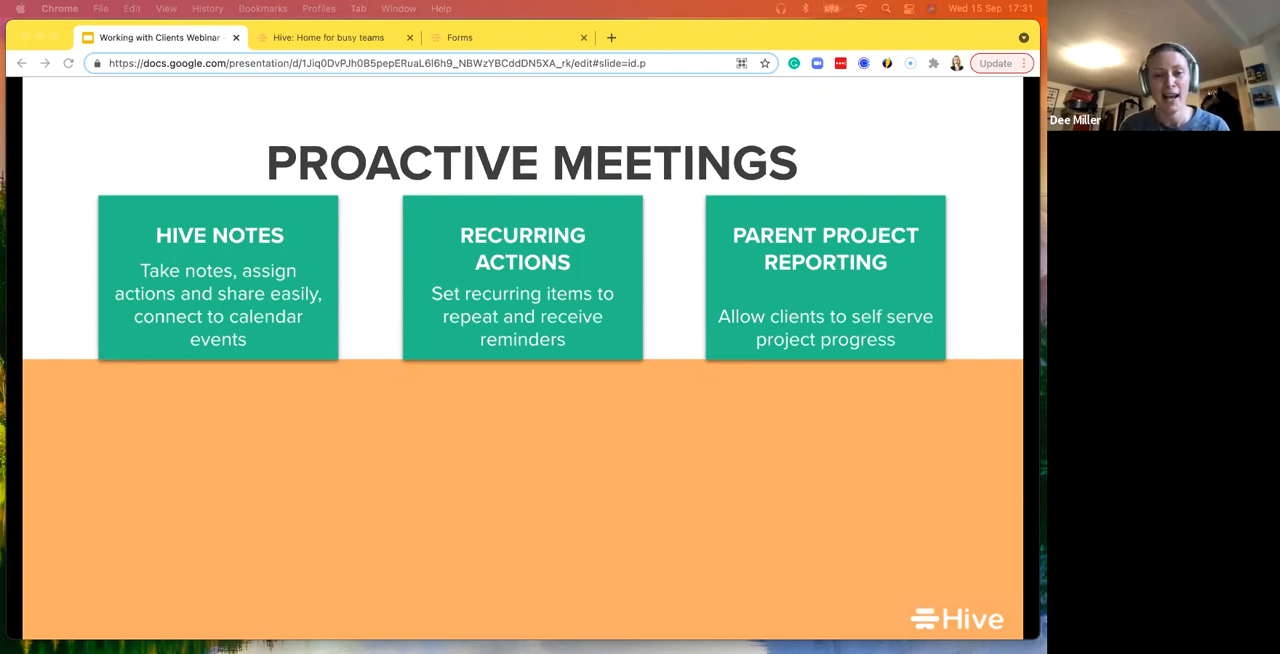 Chrome File Edit View History Bookmarks Profiles Tab Window Help Wed 15 Sep 17:31
Working with Clients Webinar Hive: Home for busy teams Forms
https://docs.google.com/presentation/d/1Jiq0DvPJh0B5pepERuaL6l6h9_NBWzYBCddDN5XA_rk/edit#slide=id.p Update
Dee Miller
PROACTIVE MEETINGS
HIVE NOTES
Take notes, assign
actions and share easily,
connect to calendar
events
RECURRING
ACTIONS
Set recurring items to
repeat and receive
reminders
PARENT PROJECT
REPORTING
Allow clients to self serve
project progress
Hive